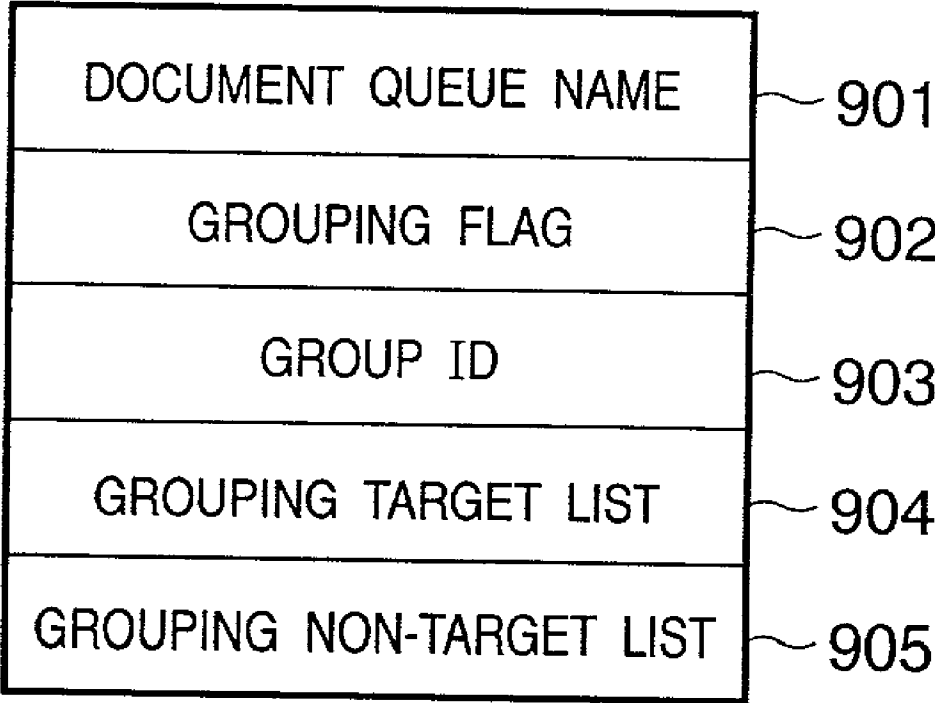 DOCUMENT QUEUE NAME 901
GROUPING FLAG 902
GROUP ID 903
GROUPING TARGET LIST 904
GROUPING NON-TARGET LIST 905